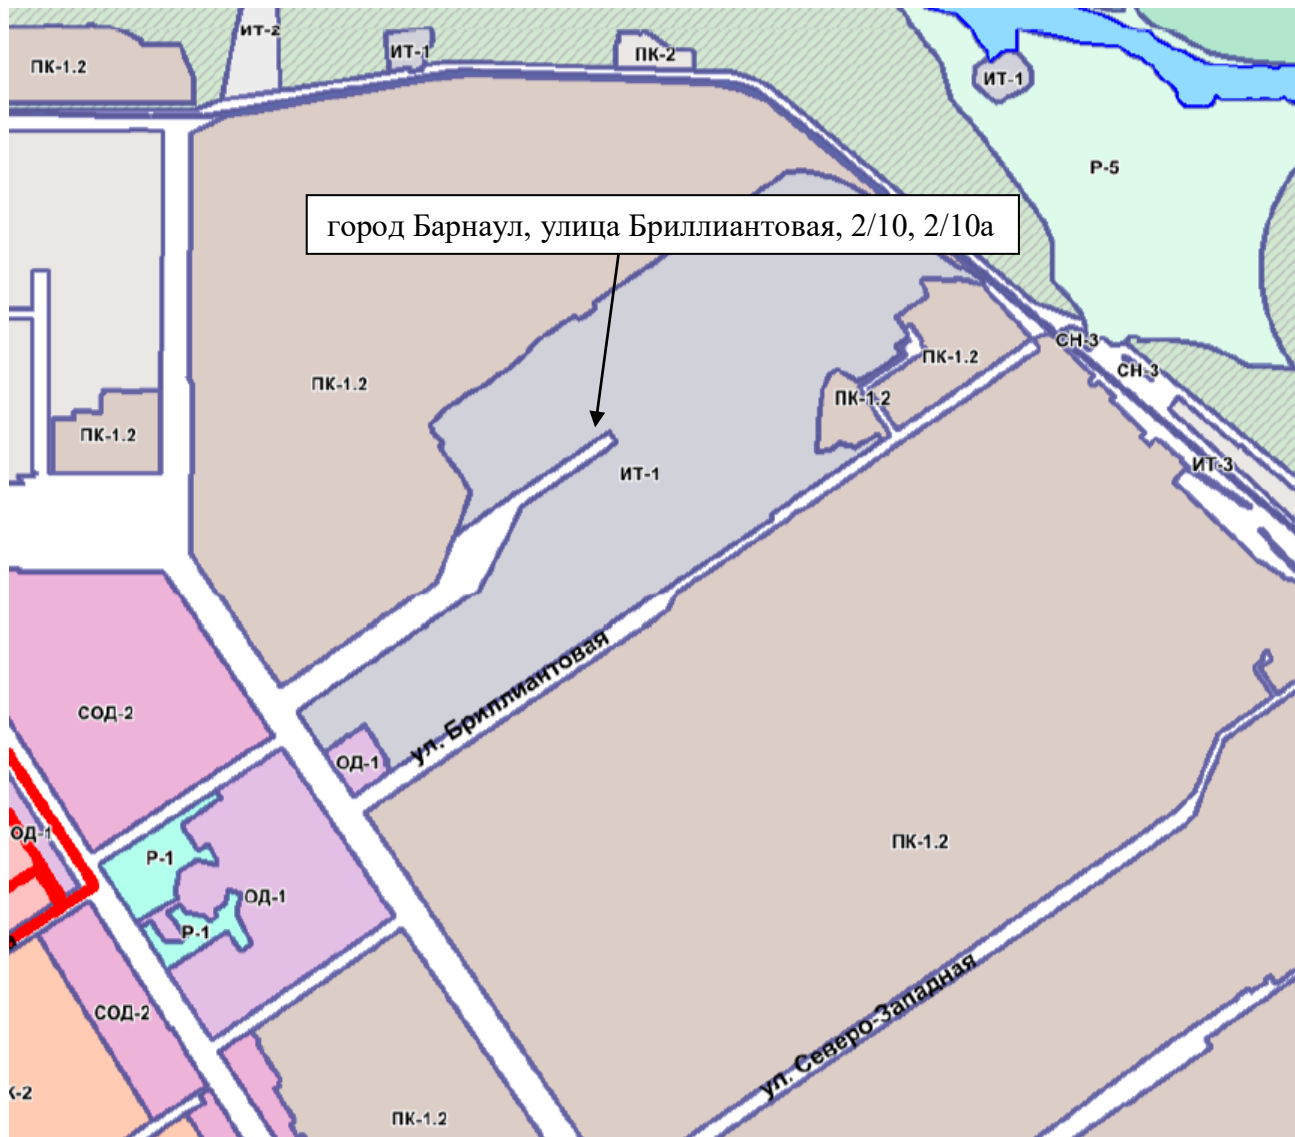 ИТ-2
ИТ-1
ПК-2
ПК-1.2
ИТ-1
Р-5
город Барнаул, улица Бриллиантовая, 2/10, 2/10а
СН-3
ПК-1.2
СН-3
ПК-1.2
ПК-1.2
ПК-1.2
ИТ-3
ИТ-1
ул. Бриллиантовая
СОД-2
ОД-1
ОД-1
ПК-1.2
Р-1
ОД-1
Р-1
ул. Северо-Западная
СОД-2
К-2
ПК-1.2